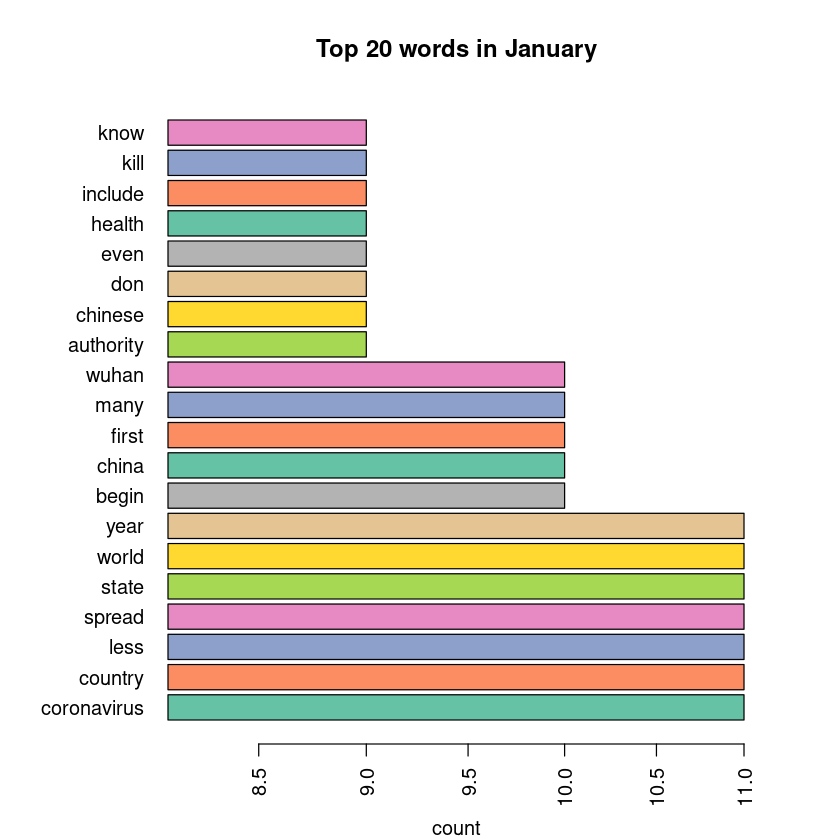 Top 20 words in January
know
kill
include
health
even
don
chinese
authority
wuhan
many
first
china
begin
year
world
state
spread
less
country
coronavirus
8.5
9.0
9.5
10.0
10.5
11.0
count